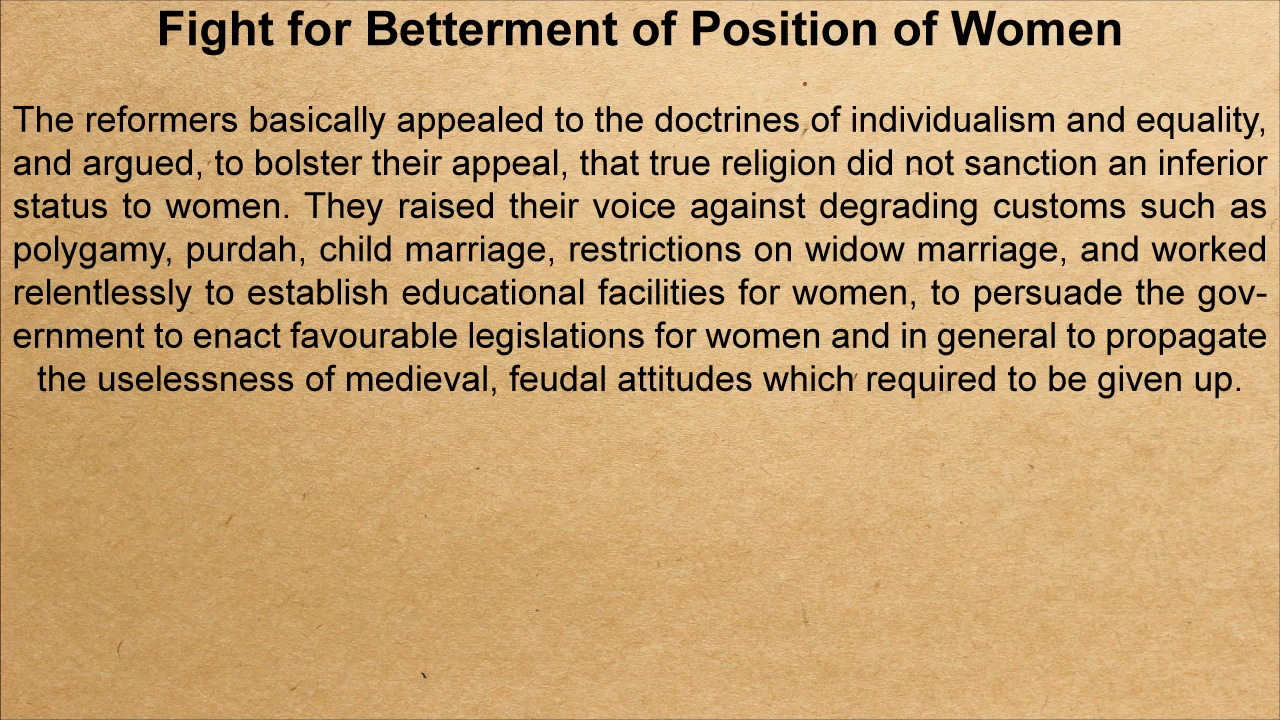 Fight for Betterment of Position of Women
The reformers basically appealed to the doctrines of individualism and equality,
and argued, to bolster their appeal, that true religion did not sanction an inferior
status to women. They raised their voice against degrading customs such as
polygamy, purdah, child marriage, restrictions on widow marriage, and worked
relentlessly to establish educational facilities for women, to persuade the gov-
ernment to enact favourable legislations for women and in general to propagate
the uselessness of medieval, feudal attitudes which required to be given up.